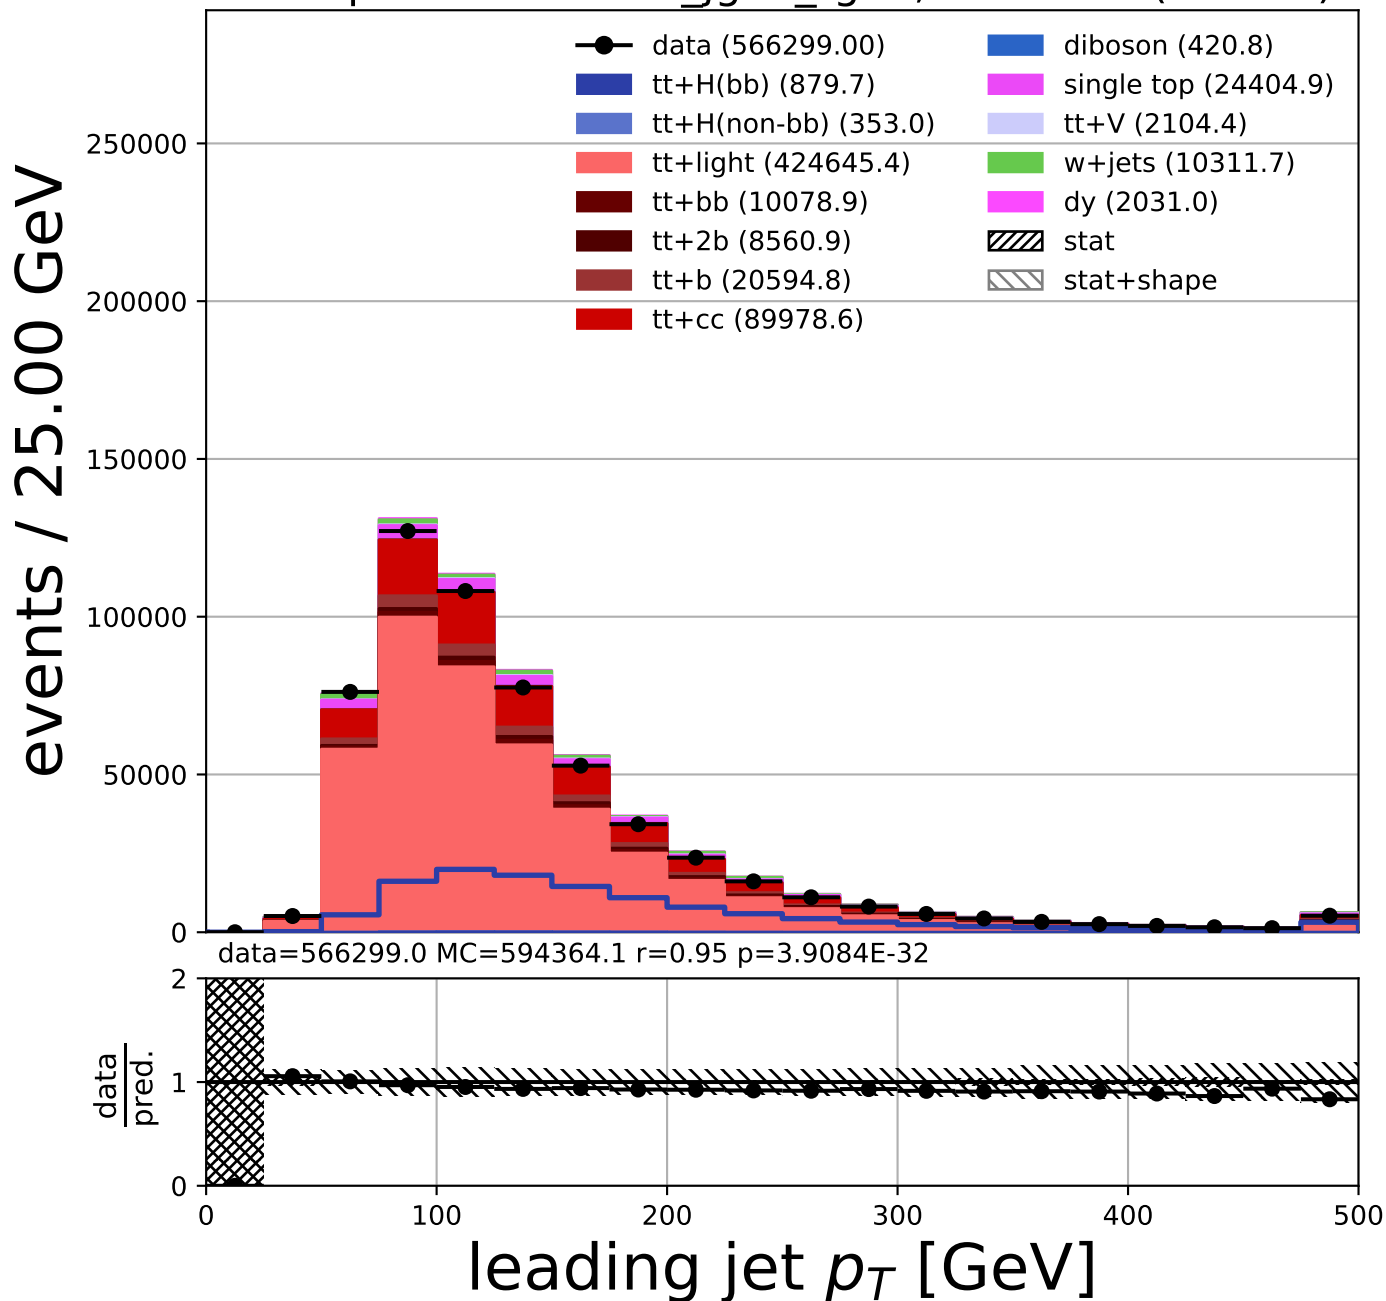 data (566299.00)
tt+H(bb) (879.7)
tt+H(non-bb) (353.0)
tt+light (424645.4)
tt+bb (10078.9)
tt+2b (8560.9)
tt+b (20594.8)
tt+cc (89978.6)
diboson (420.8)
single top (24404.9)
tt+V (2104.4)
w+jets (10311.7)
dy (2031.0)
stat
stat+shape
events / 25.00 GeV
250000
200000
150000
100000
50000
0
data=566299.0 MC=594364.1 r=0.95 p=3.9084E-32
data
pred.
2
1
0
0 100 200 300 400 500
leading jet pT [GeV]